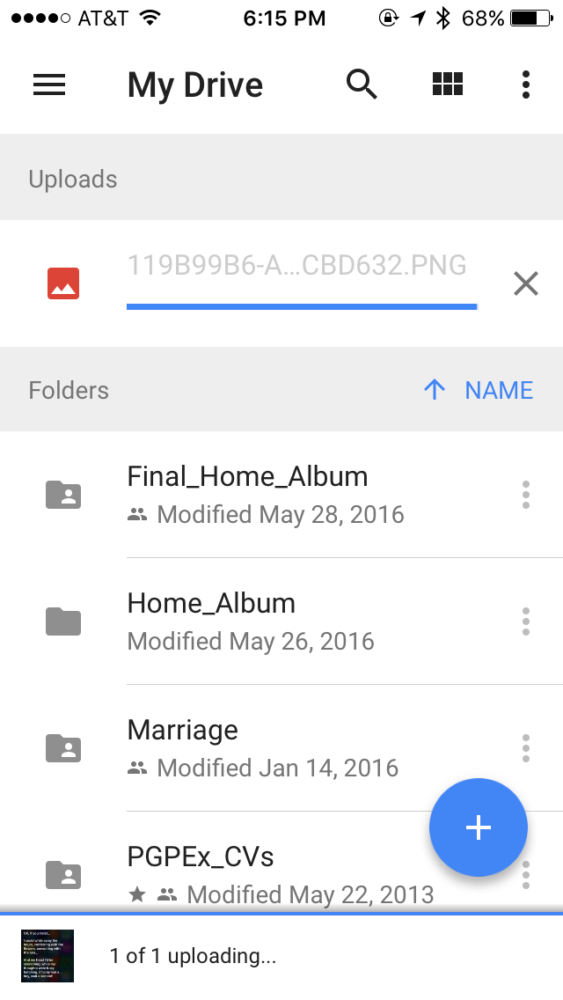 AT&T 6:15 PM 68%
My Drive
Uploads
119B99B6-A...CBD632.PNG
Folders NAME
Final_Home_Album
Modified May 28, 2016
Home_Album
Modified May 26, 2016
Marriage
Modified Jan 14, 2016
PGPEx_CVs
Modified May 22, 2013
1 of 1 uploading...